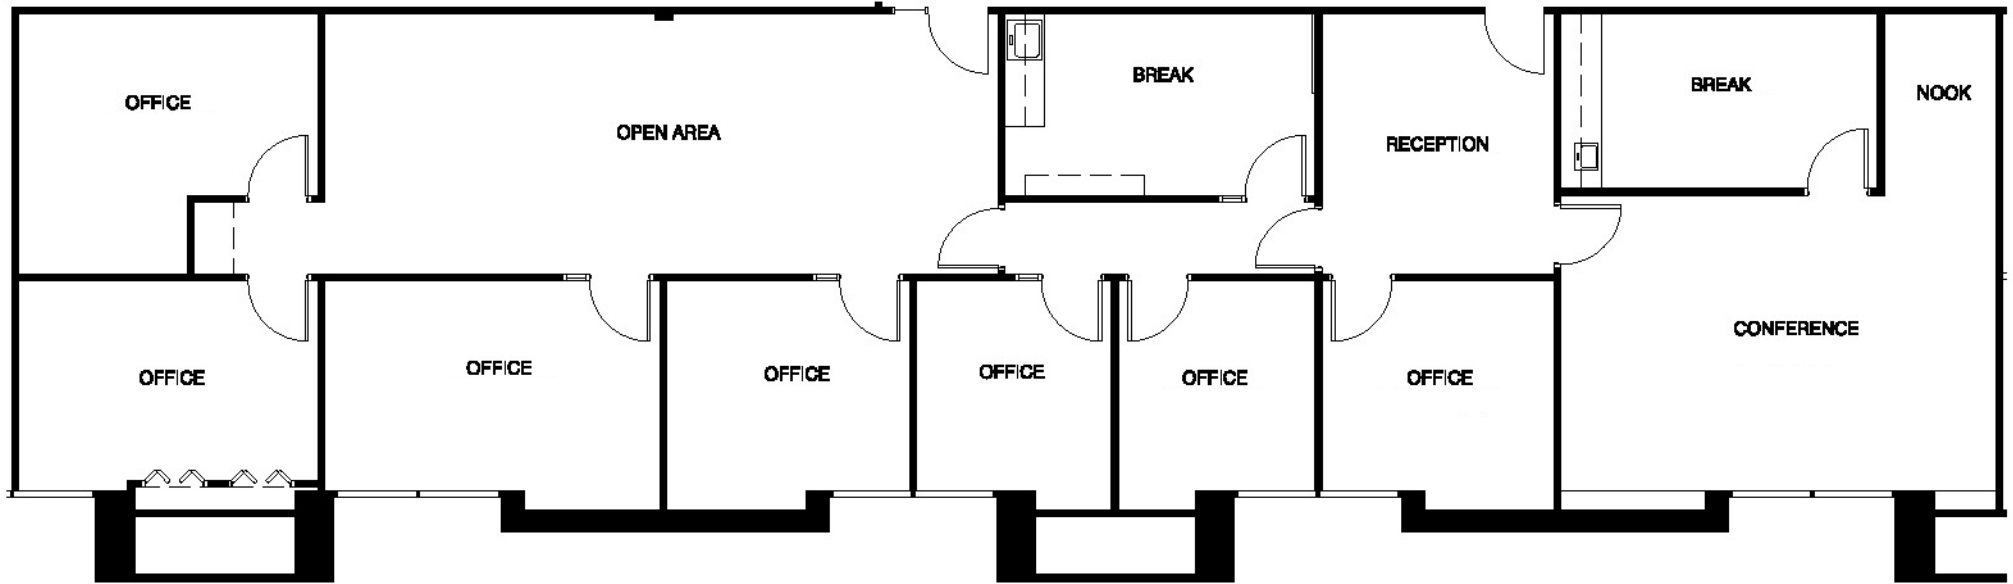 OFFICE
OPEN AREA
BREAK
RECEPTION
BREAK
NOOK
OFFICE
OFFICE
OFFICE
OFFICE
OFFICE
OFFICE
CONFERENCE